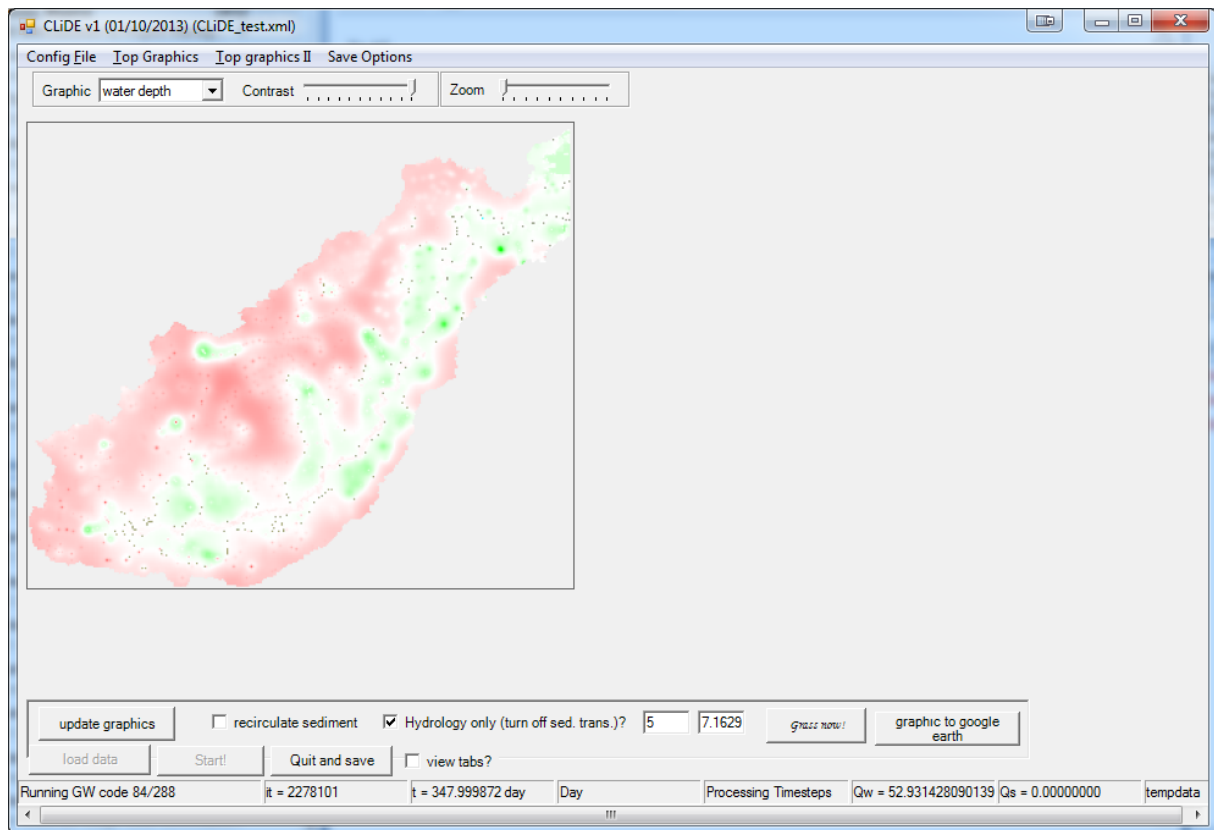 CLiDE v1 (01/10/2013) (CLiDE_test.xml)
Config File Top Graphics Top graphics II Save Options
Graphic water depth Contrast Zoom
update graphics recirculate sediment Hydrology only (turn off sed. trans.)? 5 7.1629 Grass now! graphic to google
earth
load data Start! Quit and save view tabs?
Running GW code 84/288 it = 2278101 t = 347.999872 day Day Processing Timesteps Qw = 52.931428090139 Qs = 0.00000000 tempdata